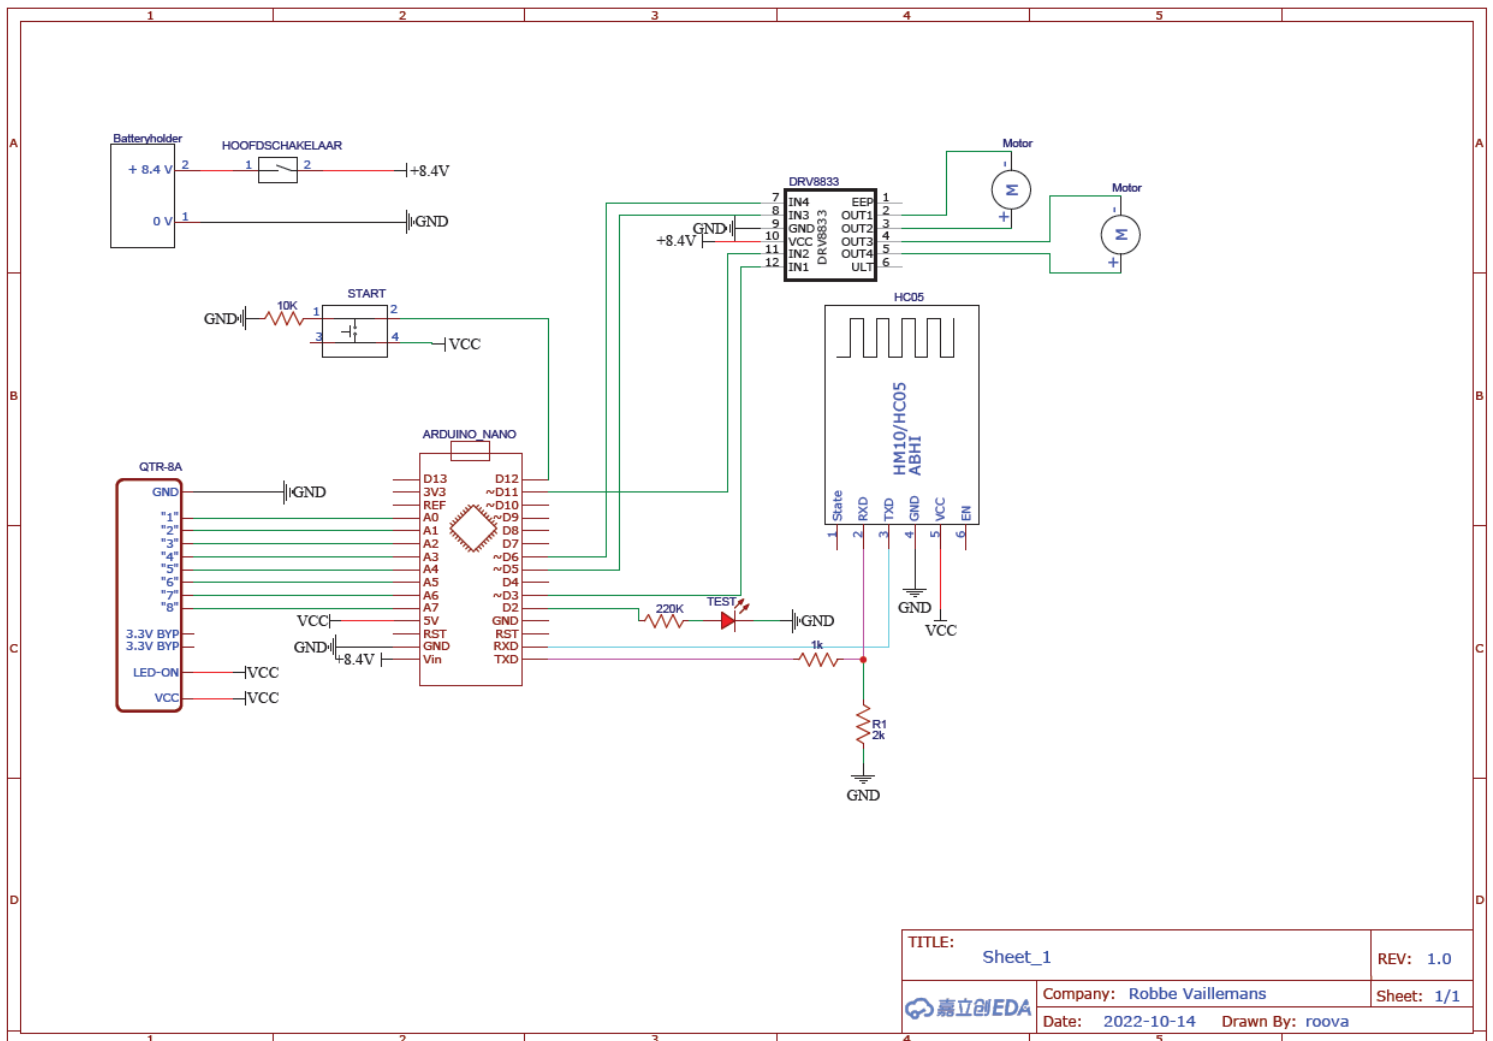 1 2 3 4 5
A A
B B
C C
D D
1 2 3 4 5
Batteryholder
+ 8.4 V 2
0 V 1
HOOFDSCHAKELAAR
1 2
+8.4V
GND
START
GND
10K
1 2
3 4
VCC
QTR-8A
GND
"1"
"2"
"3"
"4"
"5"
"6"
"7"
"8"
3.3V BYP
3.3V BYP
LED-ON
VCC
GND
VCC
VCC
ARDUINO_NANO
D13 D12
3V3 ~D11
REF ~D10
A0 ~D9
A1 D8
A2 D7
A3 ~D6
A4 ~D5
A5 D4
A6 ~D3
A7 D2
5V GND
RST RST
GND RXD
Vin TXD
VCC
GND
+8.4V
220K
TEST
GND
1k
R1
2k
GND
DRV8833
7 IN4 EEP 1
8 IN3 OUT1 2
9 GND OUT2 3
10 VCC OUT3 4
11 IN2 OUT4 5
12 IN1 ULT 6
DRV8833
GND
+8.4V
Motor
-
M
+
Motor
-
M
+
HC05
HM10/HC05
ABHI
State RXD TXD GND VCC EN
1 2 3 4 5 6
GND
VCC
TITLE:
Sheet_1
REV: 1.0
嘉立创EDA
Company: Robbe Vaillemans
Sheet: 1/1
Date: 2022-10-14 Drawn By: roova